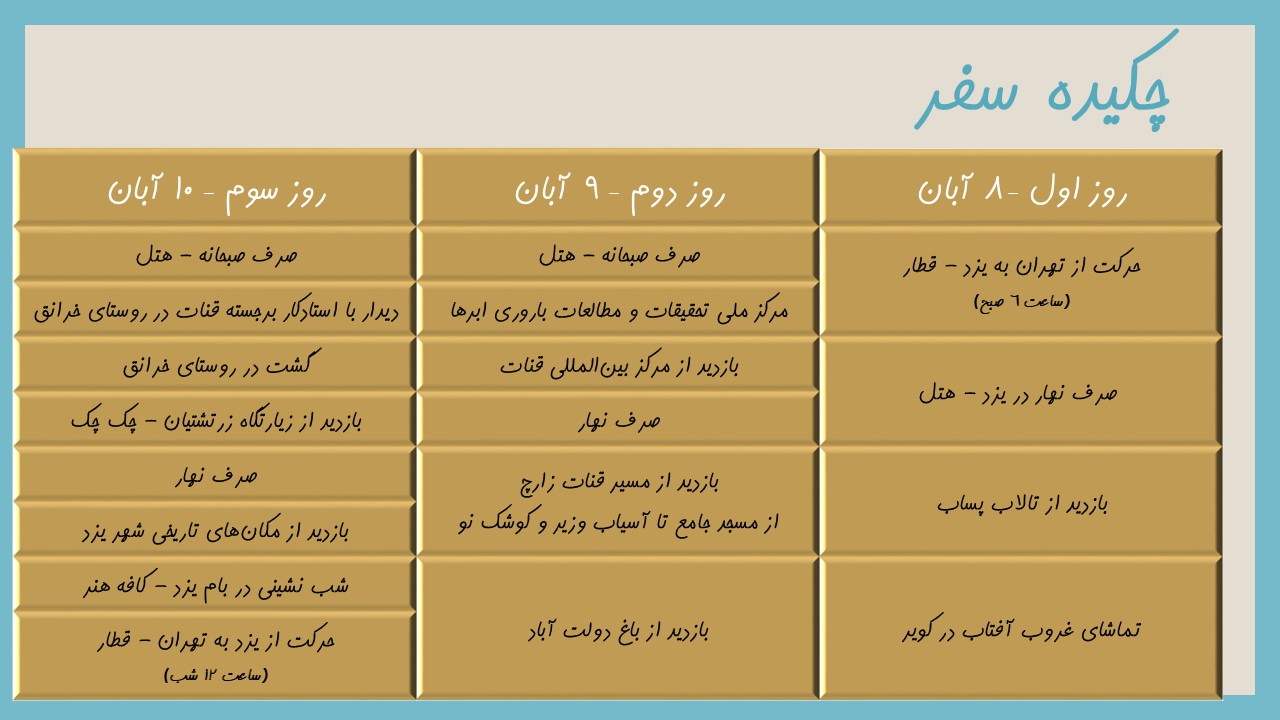 چکیده سفر
روز اول - ۸ آبان
حرکت از تهران به یزد – قطار
(ساعت ۶ صبح)
صرف نهار در یزد – هتل
بازدید از تالاب پساب
تماشای غروب آفتاب در کویر
روز دوم - ۹ آبان
صرف صبحانه – هتل
مرکز ملی تحقیقات و مطالعات باروری ابرها
بازدید از مرکز بین‌المللی قنات
صرف نهار
بازدید از مسیر قنات زارچ
از مسجد جامع تا آسیاب وزیر و کوشک نو
بازدید از باغ دولت آباد
روز سوم - ۱۰ آبان
صرف صبحانه – هتل
دیدار با استادکار برجسته قنات در روستای خرانق
گشت در روستای خرانق
بازدید از زیارتگاه زرتشتیان – چک چک
صرف نهار
بازدید از مکان‌های تاریخی شهر یزد
شب نشینی در بام یزد – کافه هنر
حرکت از یزد به تهران – قطار
(ساعت ۱۲ شب)